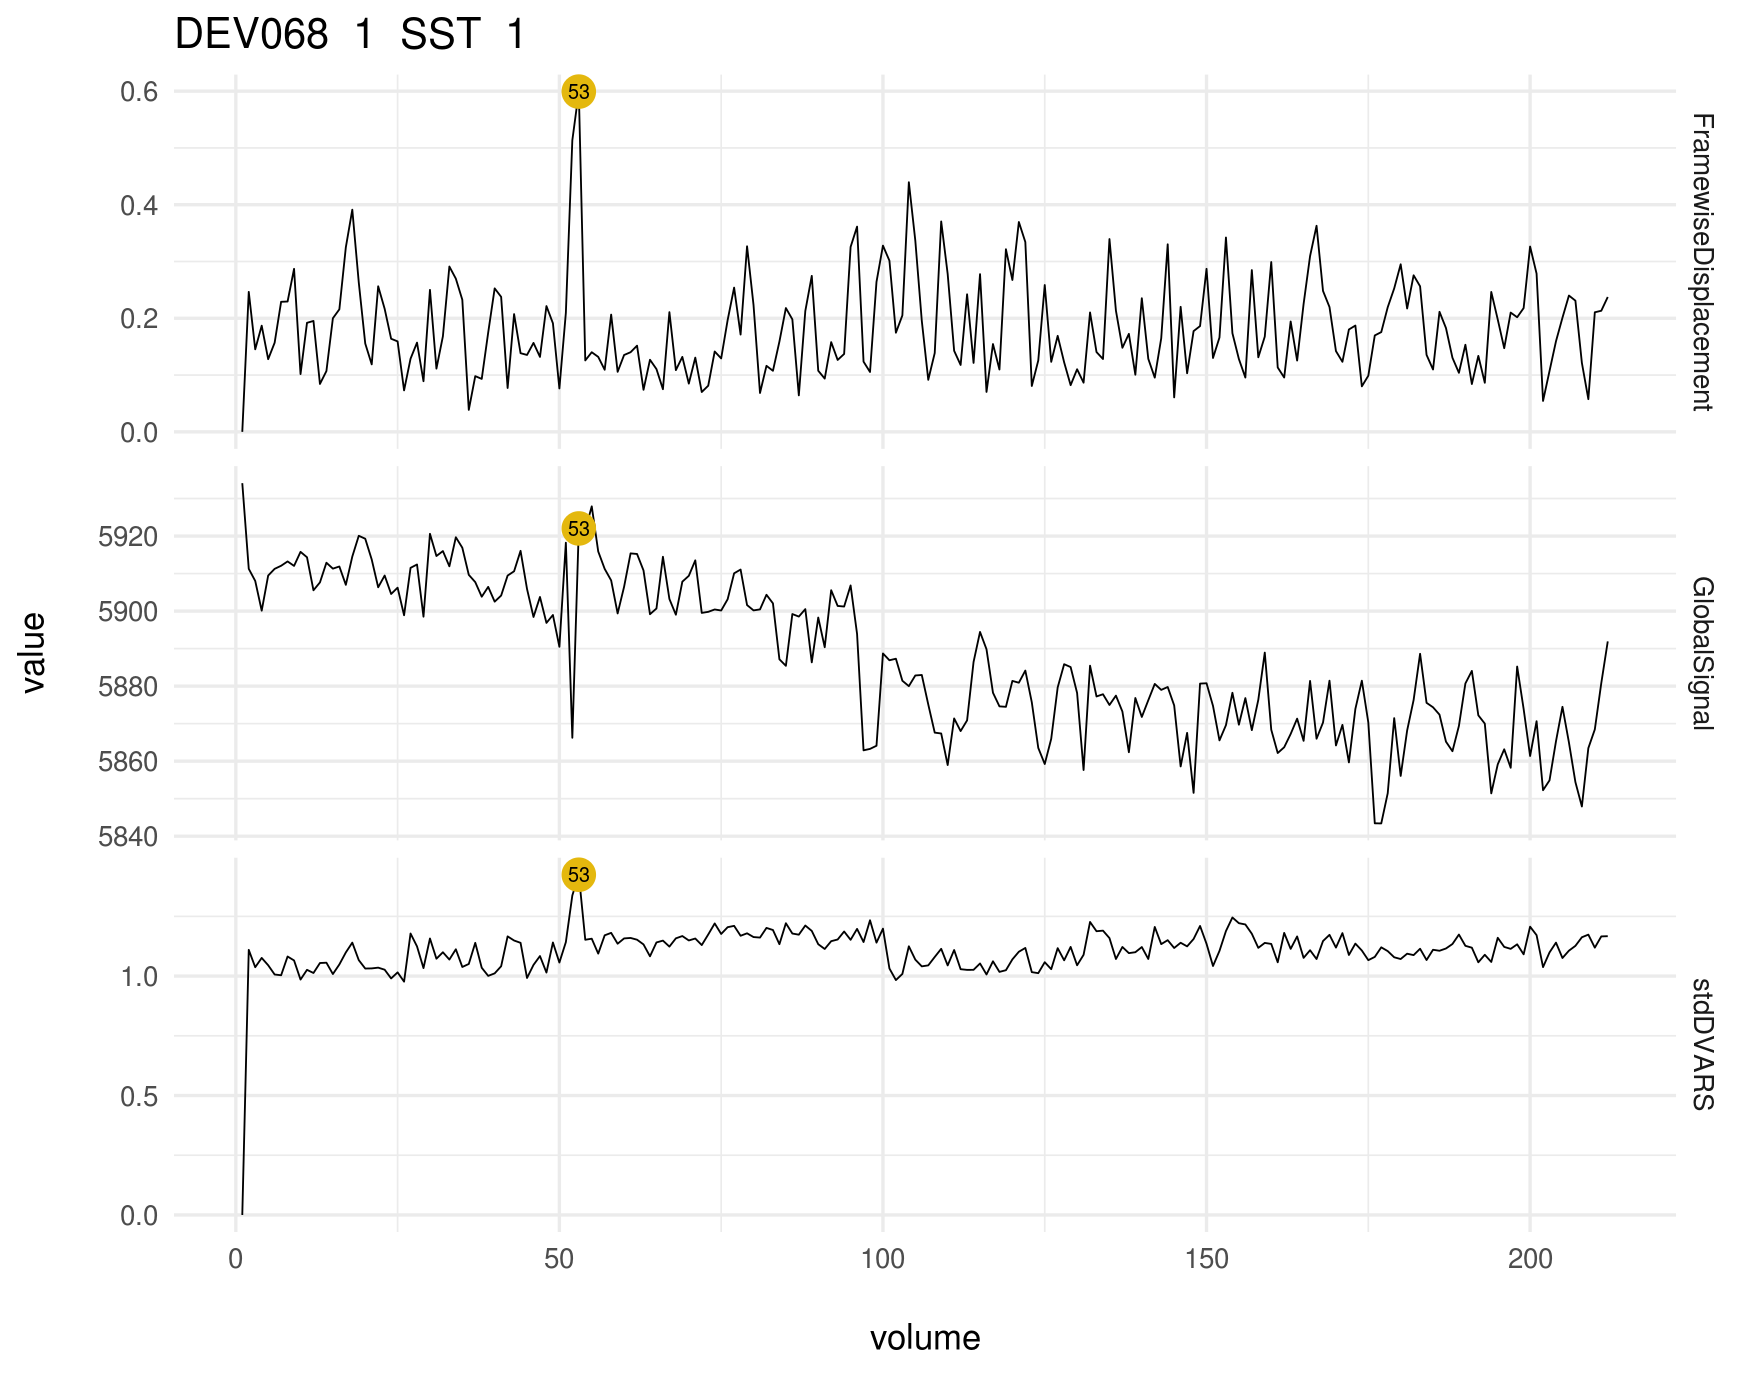 DEV068 1 SST 1
0.6
0.4
0.2
0.0
53
FramewiseDisplacement
5920
5900
5880
5860
5840
53
GlobalSignal
value
1.0
0.5
0.0
53
stdDVARS
0 50 100 150 200
volume